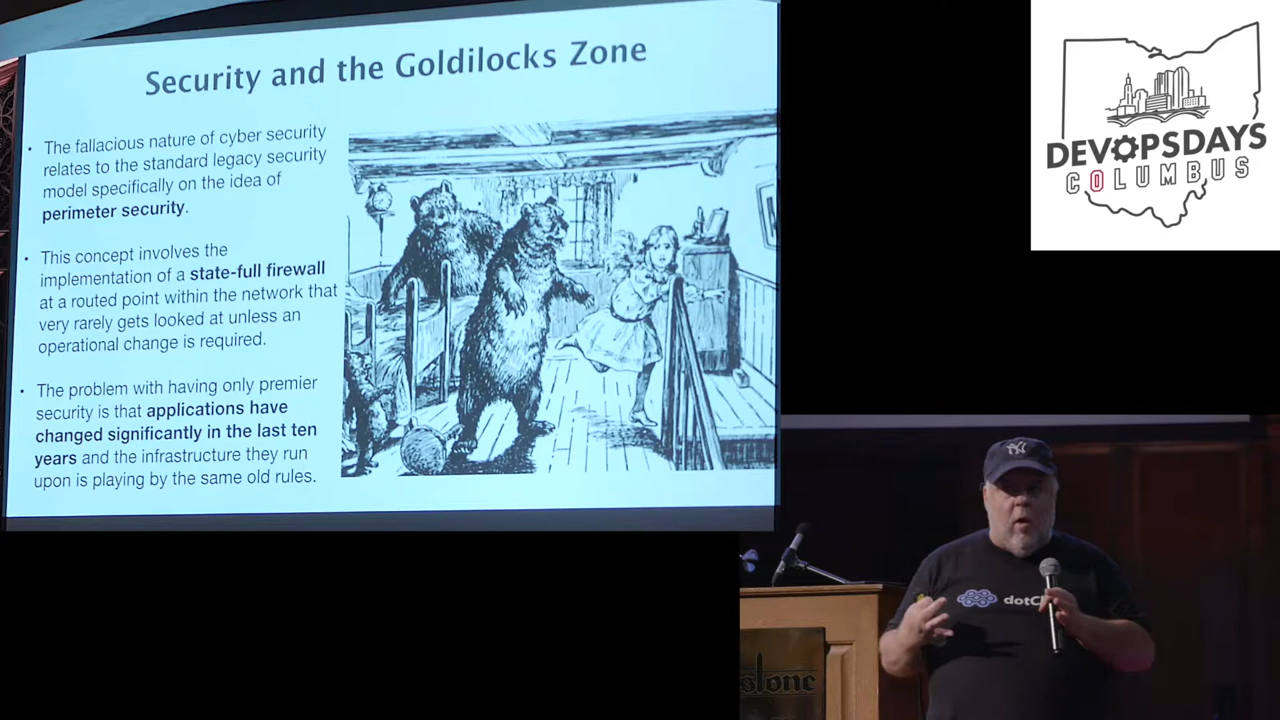 Security and the Goldilocks Zone
The fallacious nature of cyber security
relates to the standard legacy security
model specifically on the idea of
perimeter security.
This concept involves the
implementation of a state-full firewall
at a routed point within the network that
very rarely gets looked at unless an
operational change is required.
The problem with having only premier
security is that applications have
changed significantly in the last ten
years and the infrastructure they run
upon is playing by the same old rules.
DEVOPSDAYS
COLUMBUS
NY